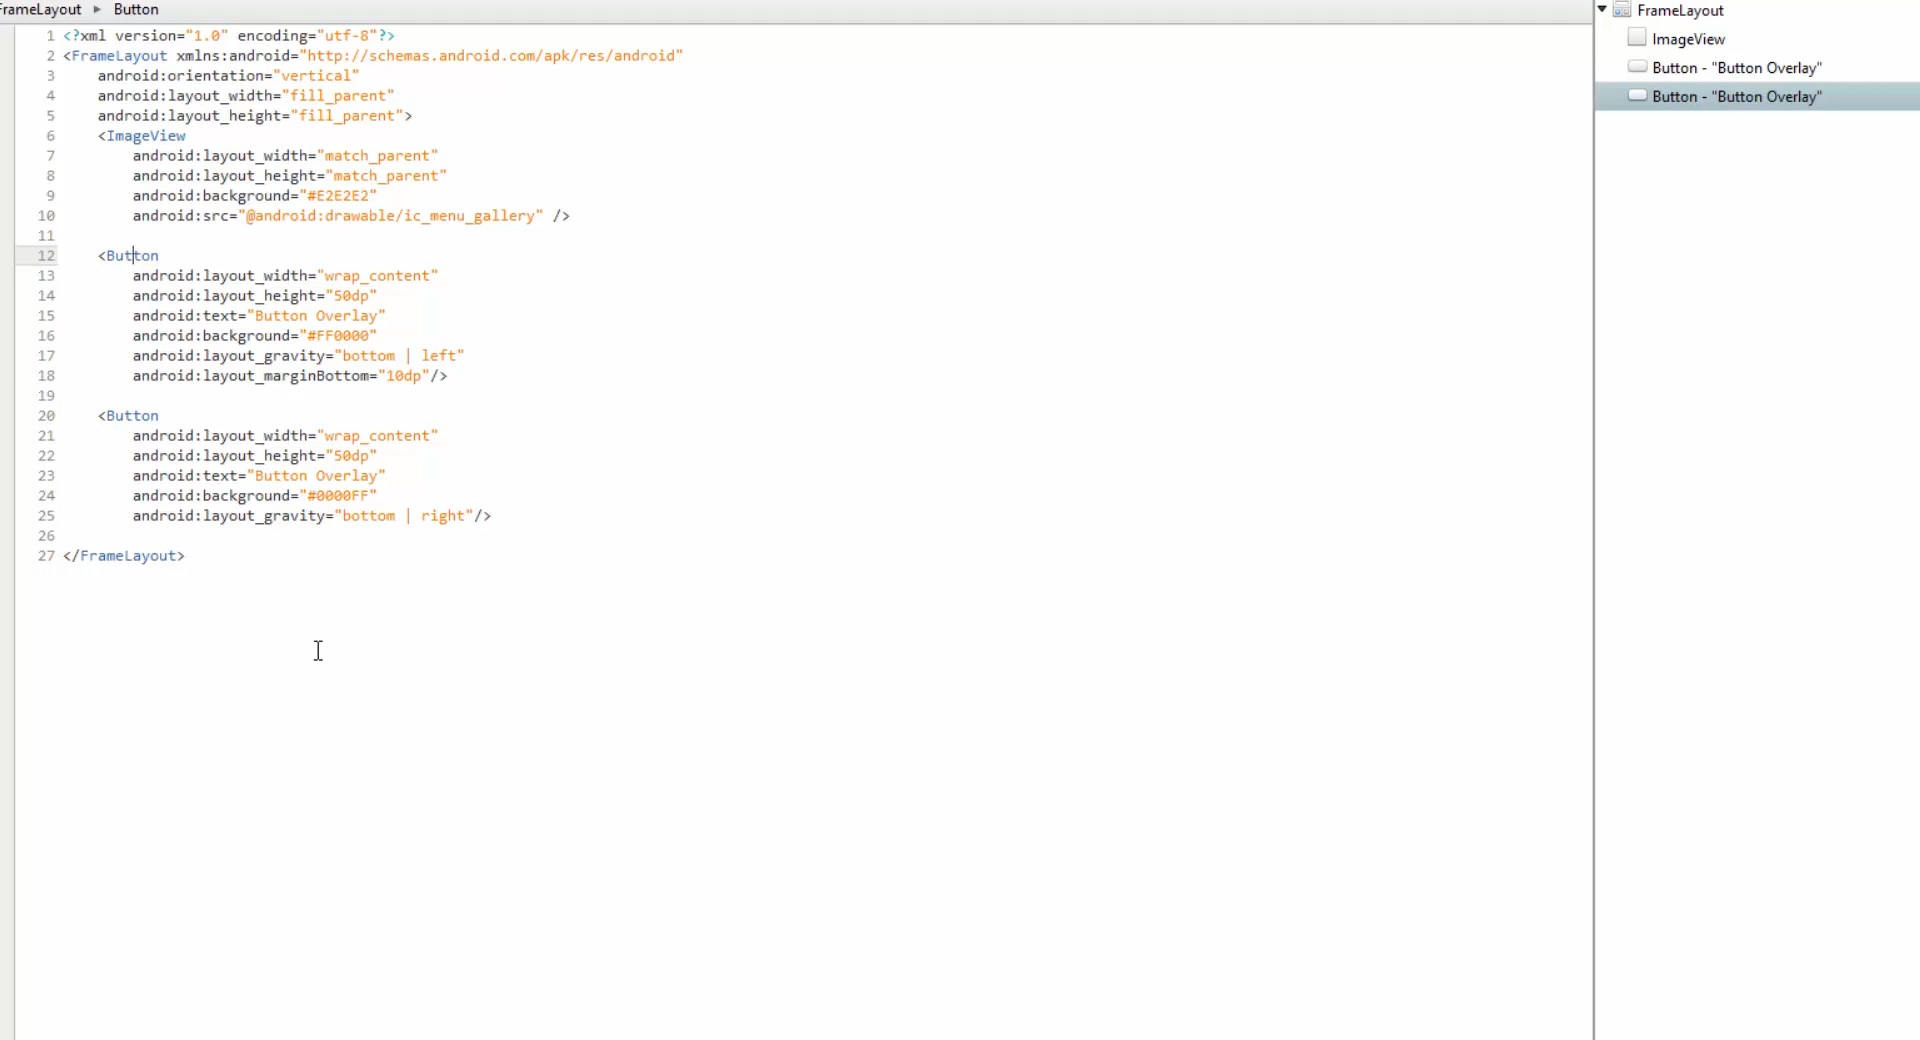 FrameLayout ▸ Button
1 <?xml version="1.0" encoding="utf-8"?>
2 <FrameLayout xmlns:android="http://schemas.android.com/apk/res/android"
3     android:orientation="vertical"
4     android:layout_width="fill_parent"
5     android:layout_height="fill_parent">
6     <ImageView
7         android:layout_width="match_parent"
8         android:layout_height="match_parent"
9         android:background="#E2E2E2"
10         android:src="@android:drawable/ic_menu_gallery" />
11
12     <Button
13         android:layout_width="wrap_content"
14         android:layout_height="50dp"
15         android:text="Button Overlay"
16         android:background="#FF0000"
17         android:layout_gravity="bottom | left"
18         android:layout_marginBottom="10dp"/>
19
20     <Button
21         android:layout_width="wrap_content"
22         android:layout_height="50dp"
23         android:text="Button Overlay"
24         android:background="#0000FF"
25         android:layout_gravity="bottom | right"/>
26
27 </FrameLayout>
FrameLayout
ImageView
Button - "Button Overlay"
Button - "Button Overlay"